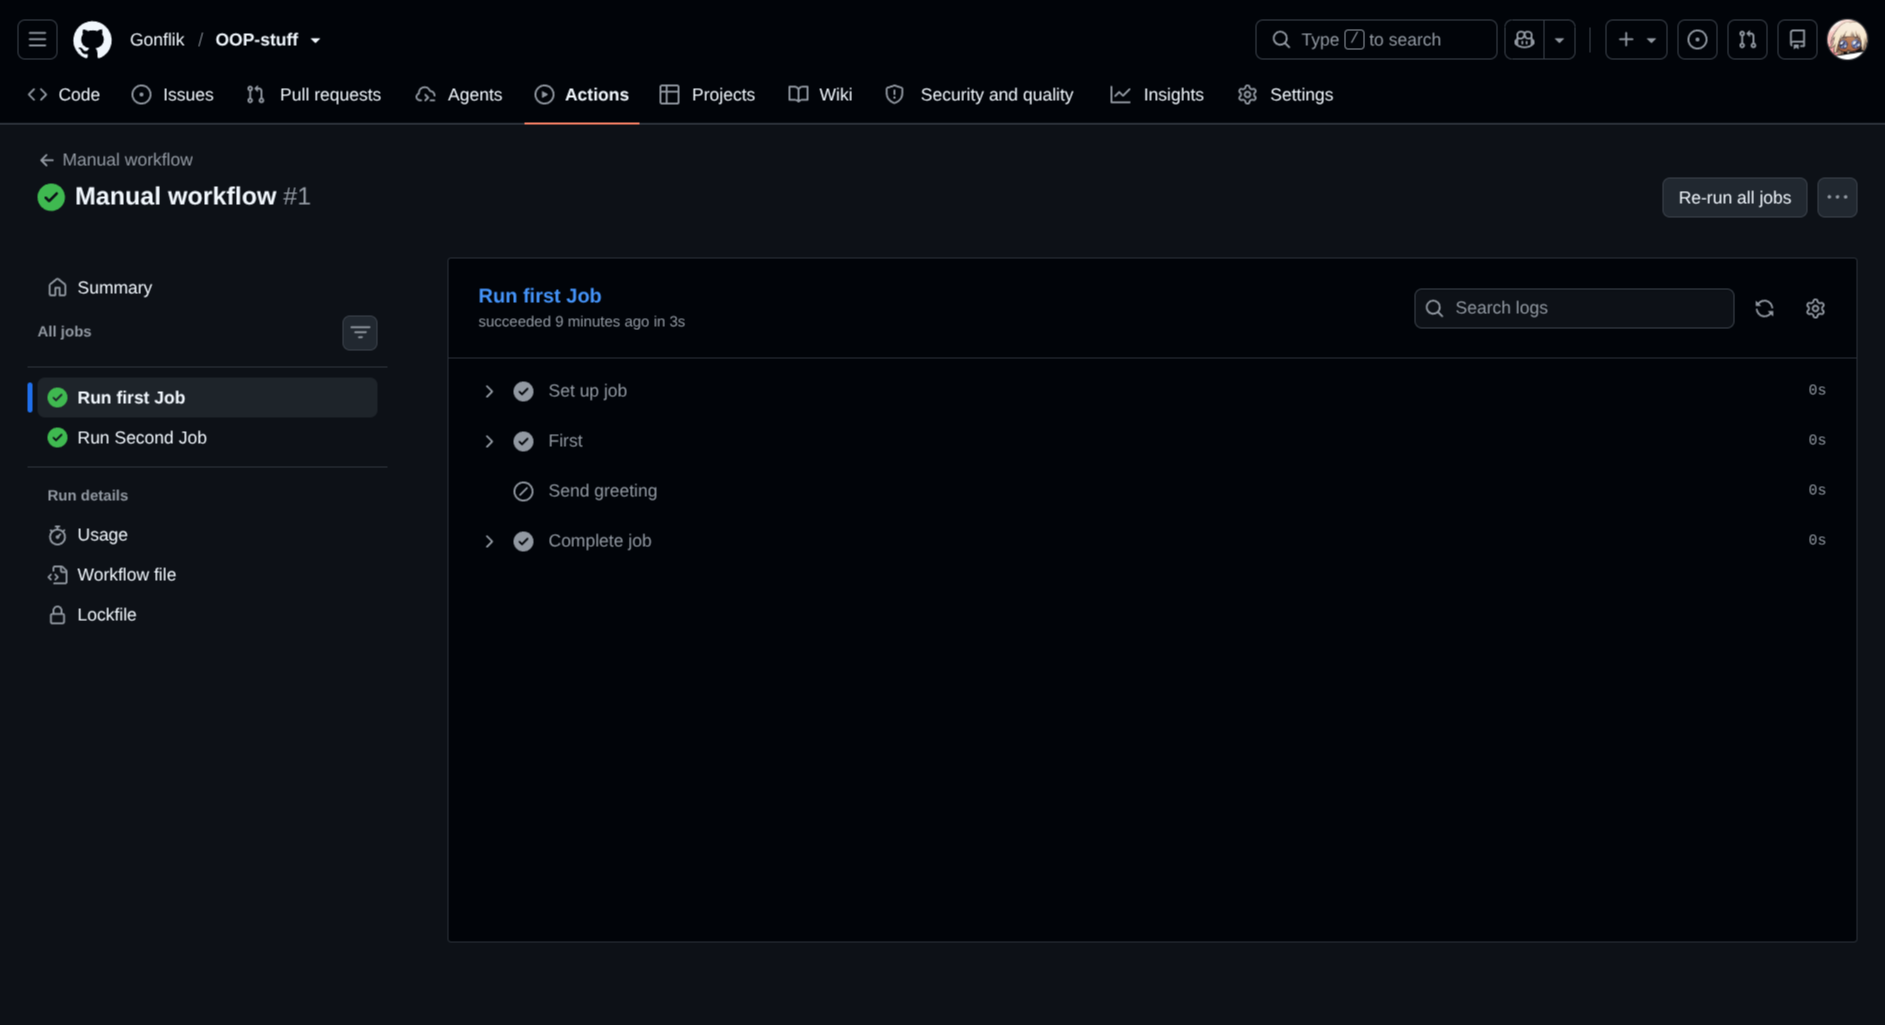 Gonflik / OOP-stuff
Type / to search
Code
Issues
Pull requests
Agents
Actions
Projects
Wiki
Security and quality
Insights
Settings
Manual workflow
Manual workflow #1
Re-run all jobs
Summary
All jobs
Run first Job
Run Second Job
Run details
Usage
Workflow file
Lockfile
Run first Job
succeeded 9 minutes ago in 3s
Search logs
Set up job 0s
First 0s
Send greeting 0s
Complete job 0s